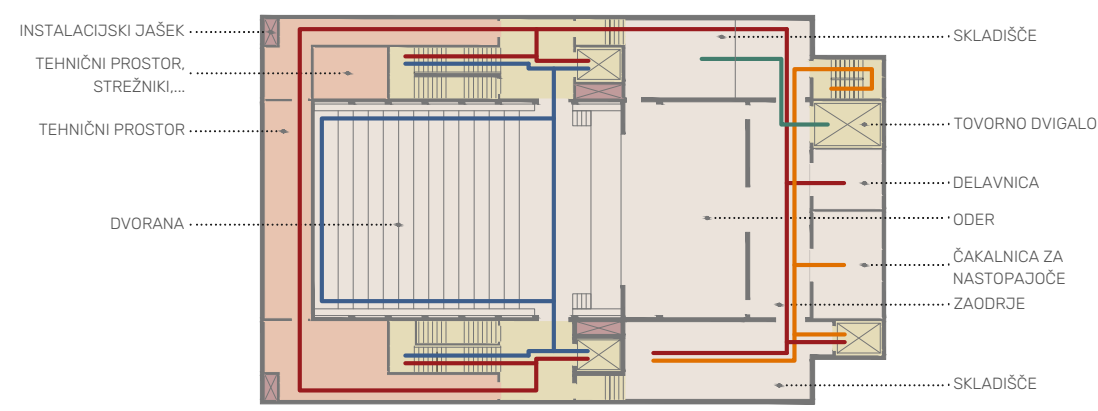 INSTALACIJSKI JAŠEK
TEHNIČNI PROSTOR,
STREŽNIKI,...
TEHNIČNI PROSTOR
DVORANA
SKLADIŠČE
TOVORNO DVIGALO
DELAVNICA
ODER
ČAKALNICA ZA
NASTOPAJOČE
ZAODRJE
SKLADIŠČE